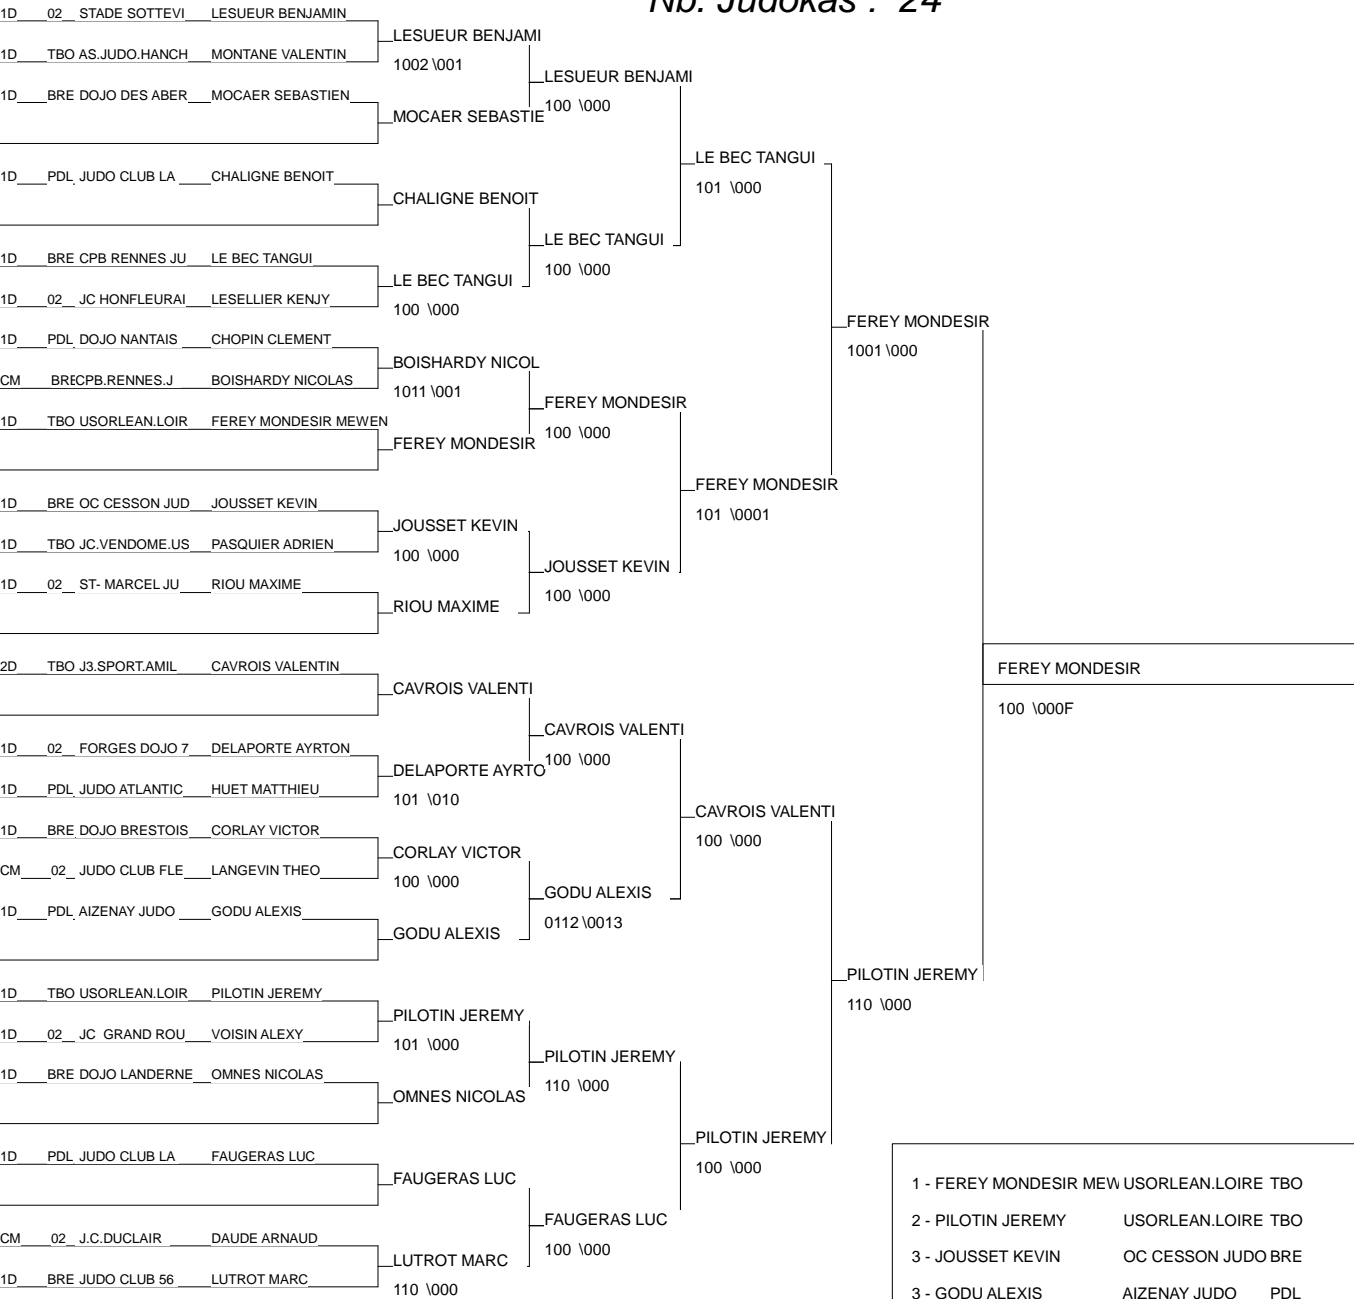 Nb. Judokas : 24
1D 02 STADE SOTTEVI LESUEUR BENJAMIN
LESUEUR BENJAMI
1D TBO AS.JUDO.HANCH MONTANE VALENTIN
1002 \001
LESUEUR BENJAMI
1D BRE DOJO DES ABER MOCAER SEBASTIEN
100 \000
MOCAER SEBASTIE
LE BEC TANGUI
1D PDL JUDO CLUB LA CHALIGNE BENOIT
101 \000
CHALIGNE BENOIT
LE BEC TANGUI
1D BRE CPB RENNES JU LE BEC TANGUI
100 \000
LE BEC TANGUI
1D 02 JC HONFLEURAI LESELLIER KENJY
100 \000
FEREY MONDESIR
1D PDL DOJO NANTAIS CHOPIN CLEMENT
1001 \000
BOISHARDY NICOL
CM BRE CPB.RENNES.J BOISHARDY NICOLAS
1011 \001
FEREY MONDESIR
1D TBO USORLEAN.LOIR FEREY MONDESIR MEWEN
100 \000
FEREY MONDESIR
FEREY MONDESIR
1D BRE OC CESSON JUD JOUSSET KEVIN
101 \0001
JOUSSET KEVIN
1D TBO JC.VENDOME.US PASQUIER ADRIEN
100 \000
JOUSSET KEVIN
1D 02 ST- MARCEL JU RIOU MAXIME
100 \000
RIOU MAXIME
2D TBO J3.SPORT.AMIL CAVROIS VALENTIN
FEREY MONDESIR
CAVROIS VALENTI
100 \000F
CAVROIS VALENTI
1D 02 FORGES DOJO 7 DELAPORTE AYRTON
100 \000
DELAPORTE AYRTO
1D PDL JUDO ATLANTIC HUET MATTHIEU
101 \010
CAVROIS VALENTI
1D BRE DOJO BRESTOIS CORLAY VICTOR
100 \000
CORLAY VICTOR
CM 02 JUDO CLUB FLE LANGEVIN THEO
100 \000
GODU ALEXIS
1D PDL AIZENAY JUDO GODU ALEXIS
0112 \0013
GODU ALEXIS
PILOTIN JEREMY
1D TBO USORLEAN.LOIR PILOTIN JEREMY
110 \000
PILOTIN JEREMY
1D 02 JC GRAND ROU VOISIN ALEXY
101 \000
PILOTIN JEREMY
1D BRE DOJO LANDERNE OMNES NICOLAS
110 \000
OMNES NICOLAS
PILOTIN JEREMY
1D PDL JUDO CLUB LA FAUGERAS LUC
100 \000
FAUGERAS LUC
1 - FEREY MONDESIR MEW USORLEAN.LOIRE TBO
FAUGERAS LUC
2 - PILOTIN JEREMY USORLEAN.LOIRE TBO
CM 02 J.C.DUCLAIR DAUDE ARNAUD
100 \000
LUTROT MARC
3 - JOUSSET KEVIN OC CESSON JUDO BRE
1D BRE JUDO CLUB 56 LUTROT MARC
110 \000
3 - GODU ALEXIS AIZENAY JUDO PDL